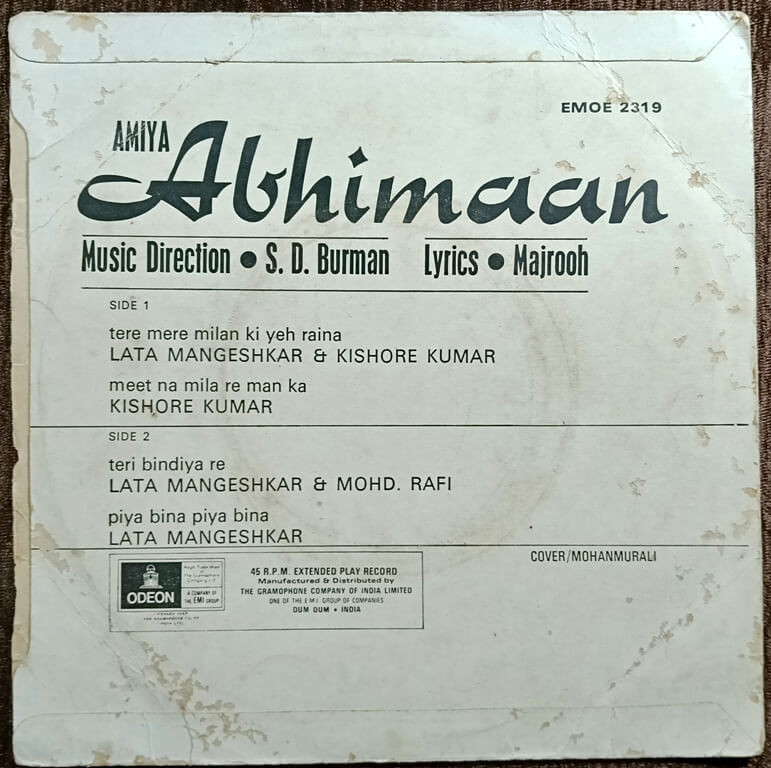 EMOE 2319
AMIYA
Abhimaan
Music Direction ● S. D. Burman Lyrics ● Majrooh
SIDE 1
tere mere milan ki yeh raina
LATA MANGESHKAR & KISHORE KUMAR
meet na mila re man ka
KISHORE KUMAR
SIDE 2
teri bindiya re
LATA MANGESHKAR & MOHD. RAFI
piya bina piya bina
LATA MANGESHKAR
COVER/MOHANMURALI
ODEON
A COMPANY OF
THE EMI GROUP
45 R.P.M. EXTENDED PLAY RECORD
Manufactured & Distributed by
THE GRAMOPHONE COMPANY OF INDIA LIMITED
ONE OF THE E M I GROUP OF COMPANIES
DUM DUM • INDIA